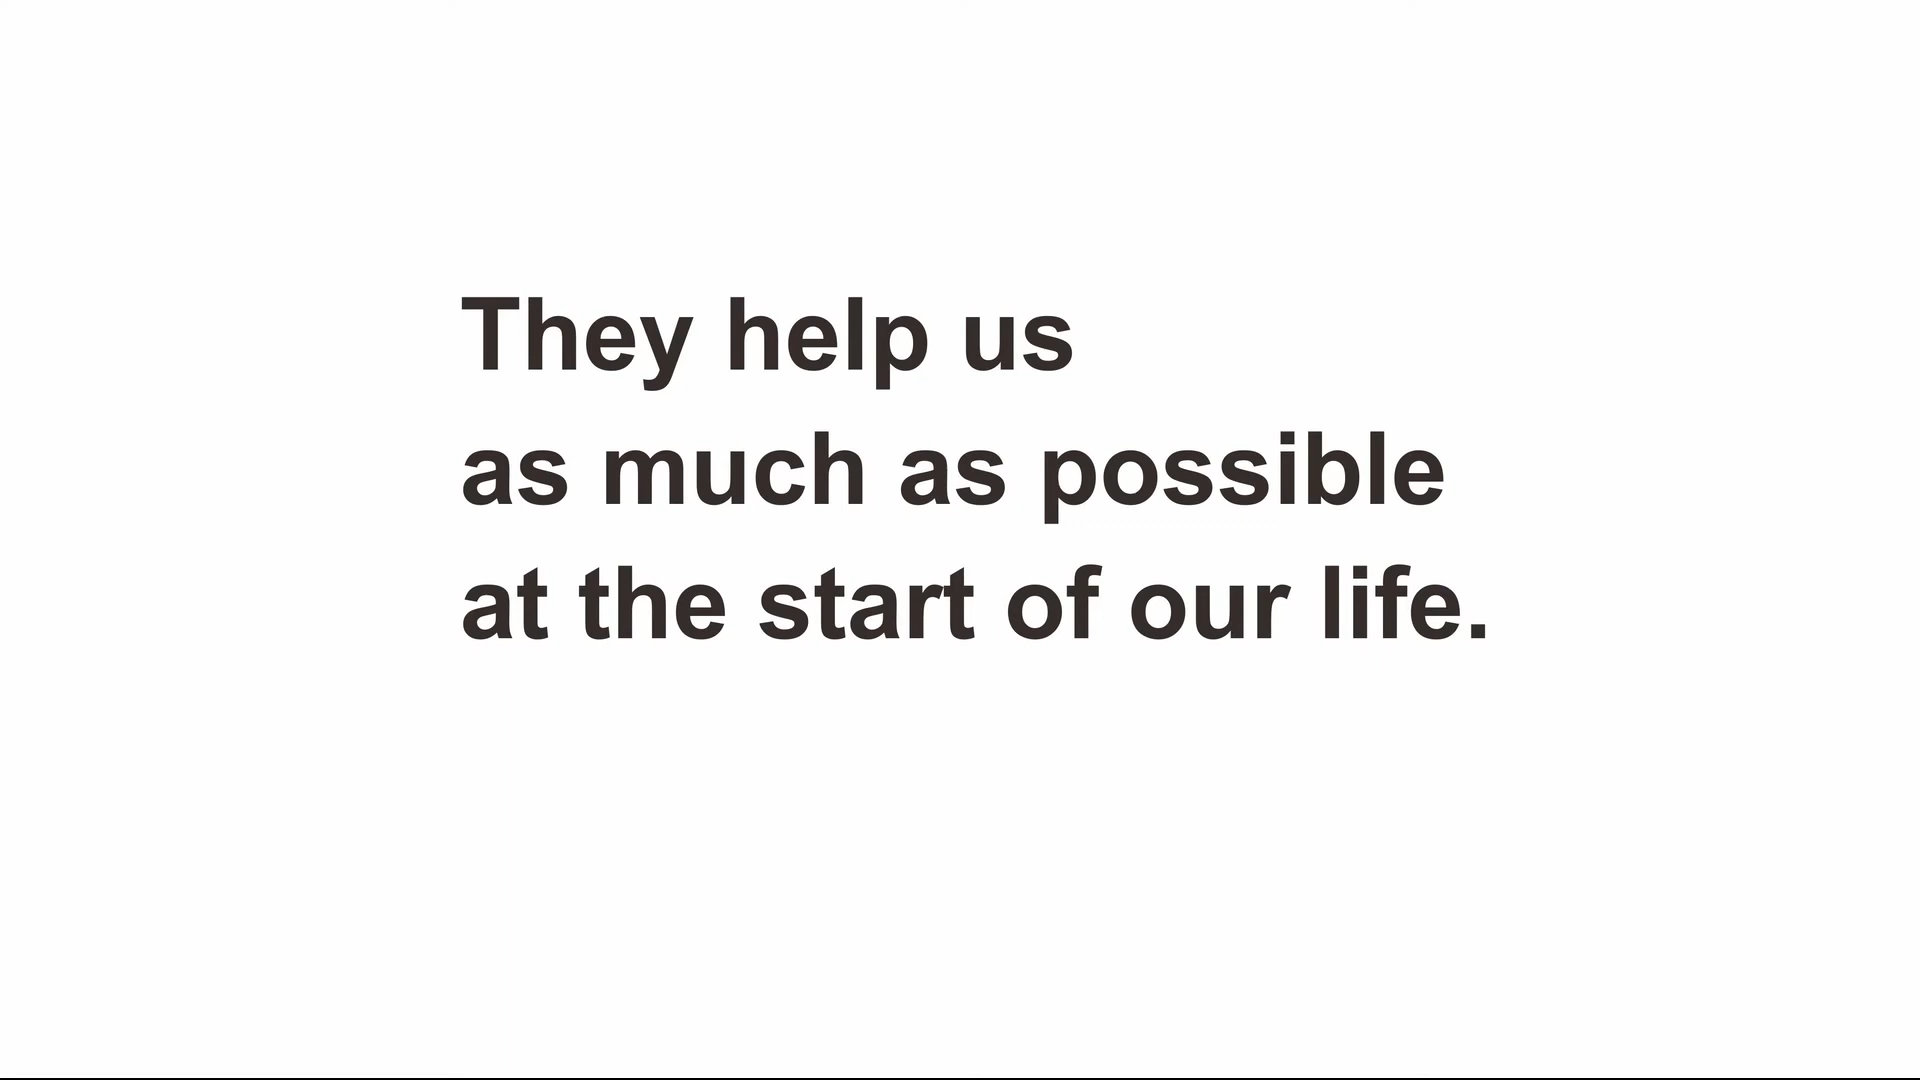 They help us
as much as possible
at the start of our life.